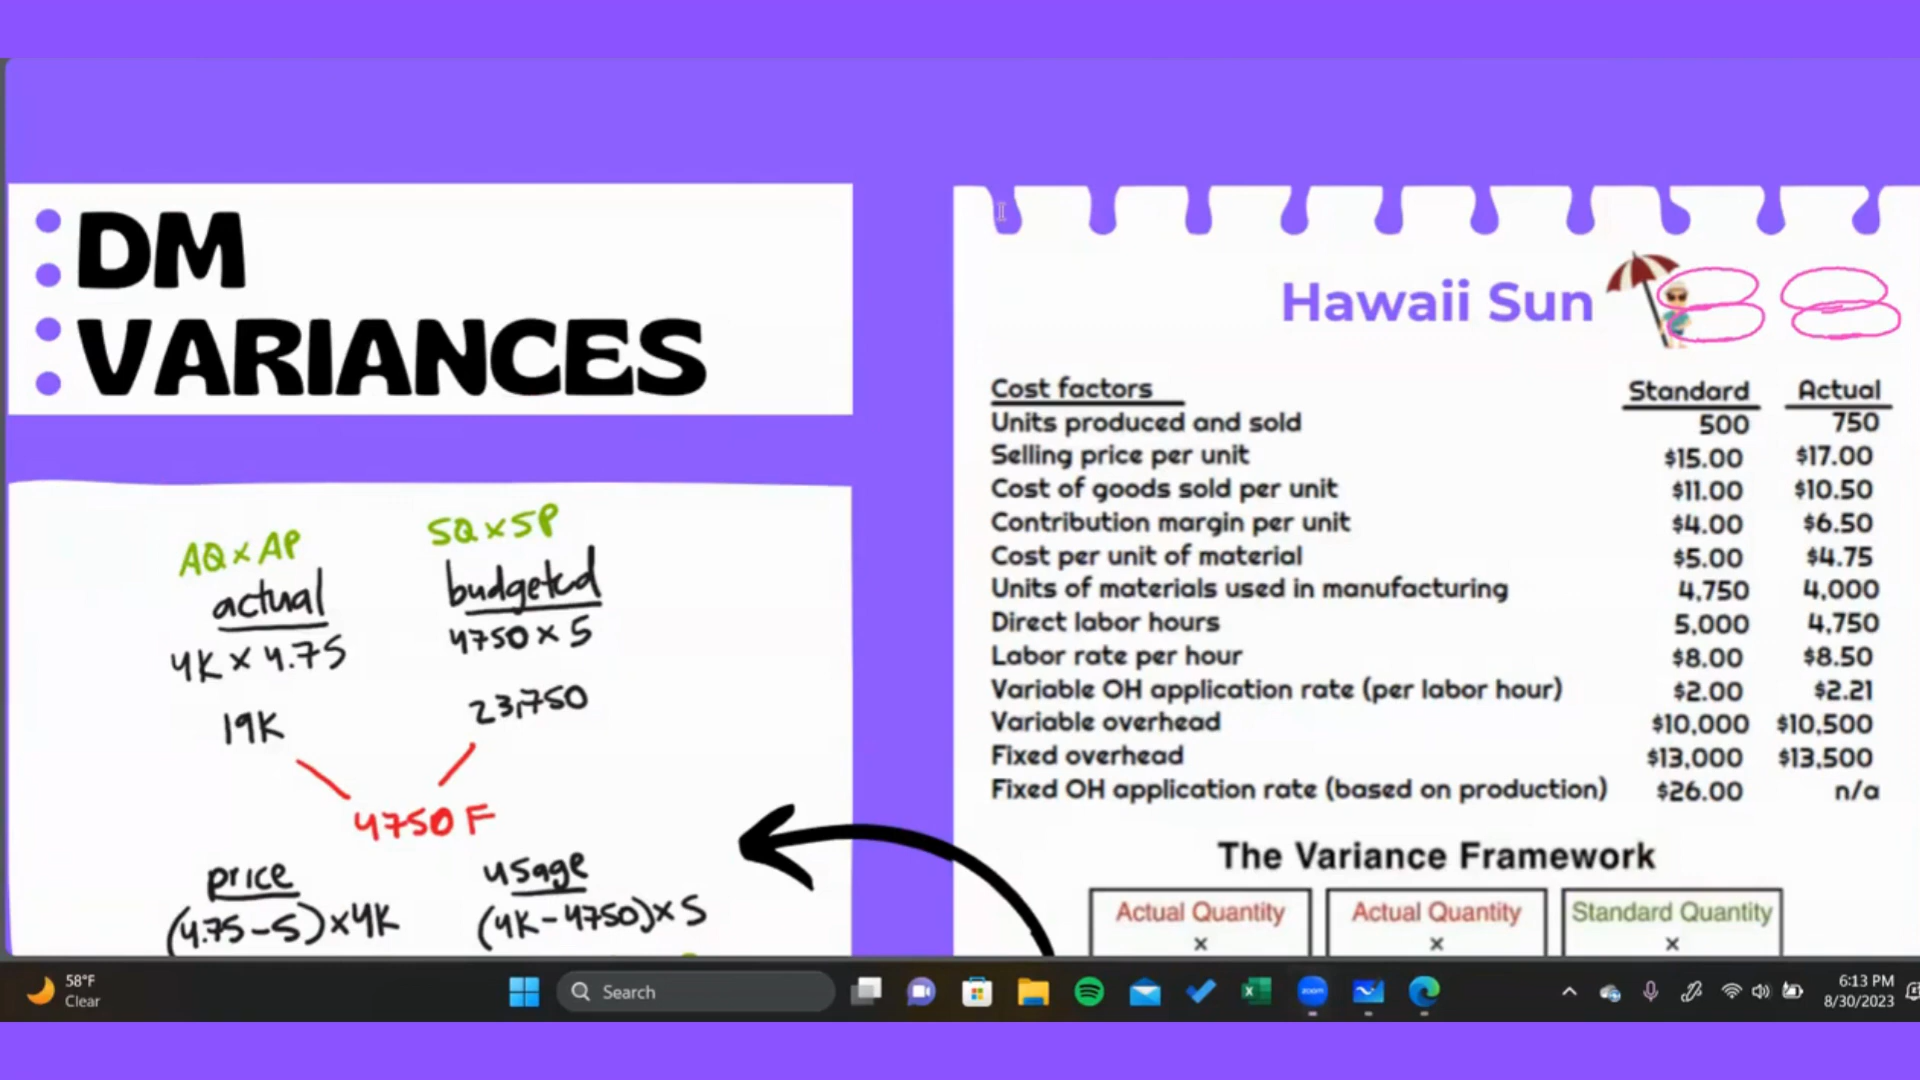 DM
VARIANCES
AQ x AP
actual
4K x 4.75
19K
SQ x SP
budgeted
4750 x 5
23,750
4750 F
price
(4.75-5) x 4K
usage
(4K-4750) x 5
Hawaii Sun
Cost factors Standard Actual
Units produced and sold 500 750
Selling price per unit $15.00 $17.00
Cost of goods sold per unit $11.00 $10.50
Contribution margin per unit $4.00 $6.50
Cost per unit of material $5.00 $4.75
Units of materials used in manufacturing 4,750 4,000
Direct labor hours 5,000 4,750
Labor rate per hour $8.00 $8.50
Variable OH application rate (per labor hour) $2.00 $2.21
Variable overhead $10,000 $10,500
Fixed overhead $13,000 $13,500
Fixed OH application rate (based on production) $26.00 n/a
The Variance Framework
Actual Quantity
×
Actual Quantity
×
Standard Quantity
×
58°F
Clear
Search
zoom
6:13 PM
8/30/2023